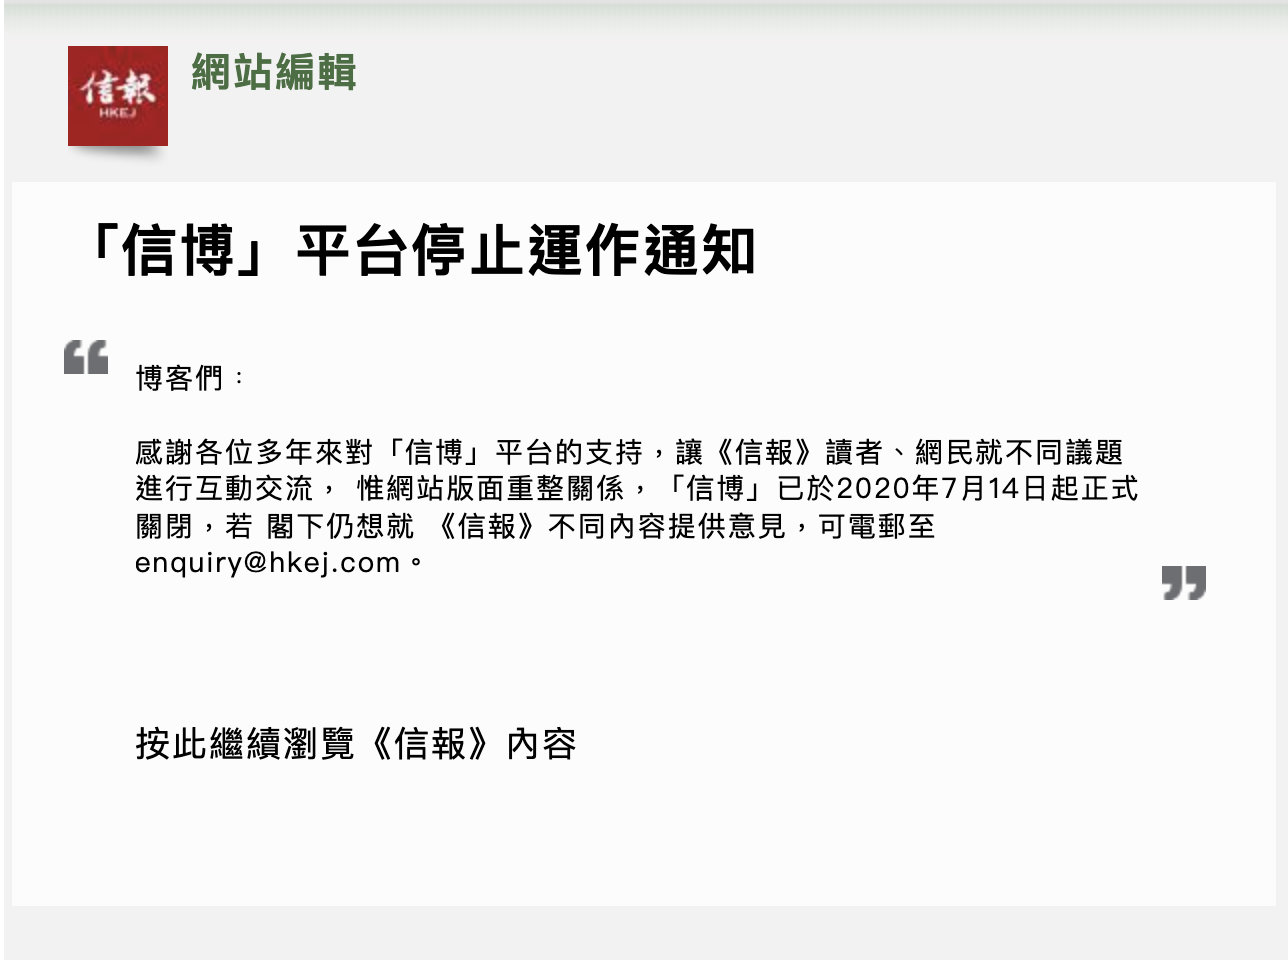 信報
HKEJ
網站編輯
「信博」平台停止運作通知
博客們：
感謝各位多年來對「信博」平台的支持，讓《信報》讀者、網民就不同議題
進行互動交流， 惟網站版面重整關係，「信博」已於2020年7月14日起正式
關閉，若 閣下仍想就 《信報》不同內容提供意見，可電郵至
enquiry@hkej.com。
按此繼續瀏覽《信報》內容